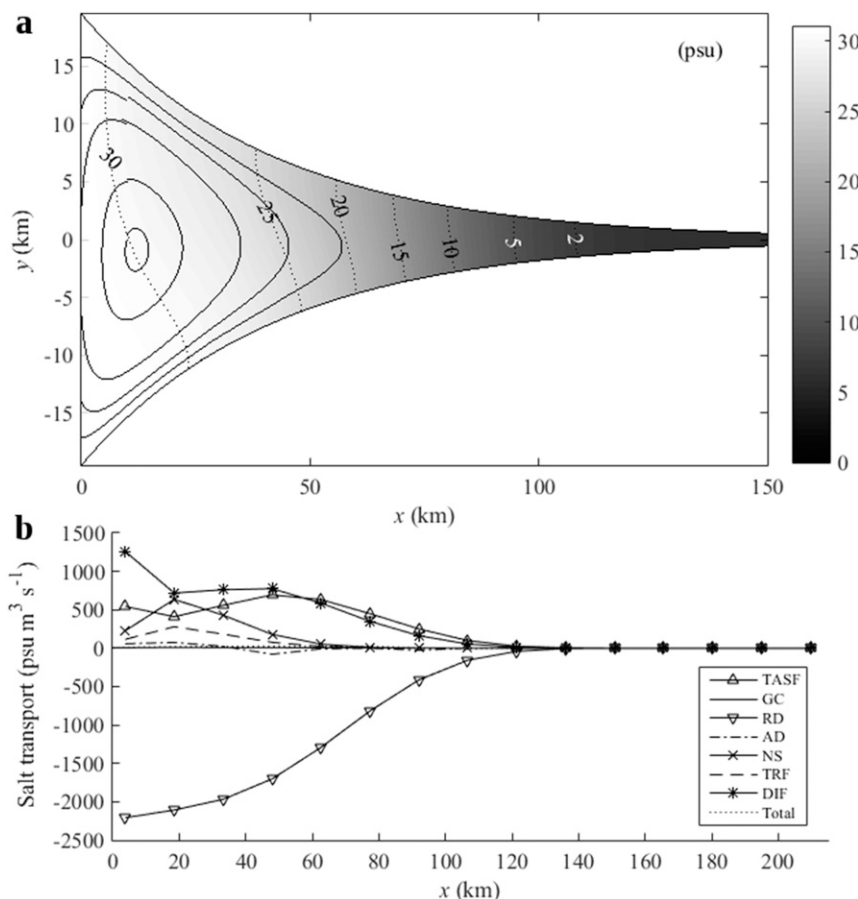 a
(psu)
15
10
5
0
-5
-10
-15
y (km)
30
25
20
15
10
5
2
0
50
100
150
x (km)
30
25
20
15
10
5
0
b
1500
1000
500
0
-500
-1000
-1500
-2000
-2500
Salt transport (psu m³ s⁻¹)
TASF
GC
RD
AD
NS
TRF
DIF
Total
0 20 40 60 80 100 120 140 160 180 200
x (km)